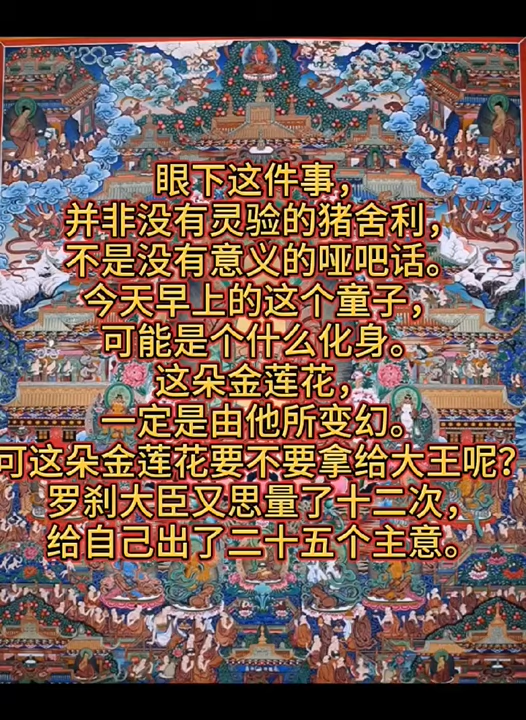 眼下这件事，
并非没有灵验的猪舍利，
不是没有意义的哑吧话。
今天早上的这个童子，
可能是个什么化身。
这朵金莲花，
一定是由他所变幻。
可这朵金莲花要不要拿给大王呢？
罗刹大臣又思量了十二次，
给自己出了二十五个主意。